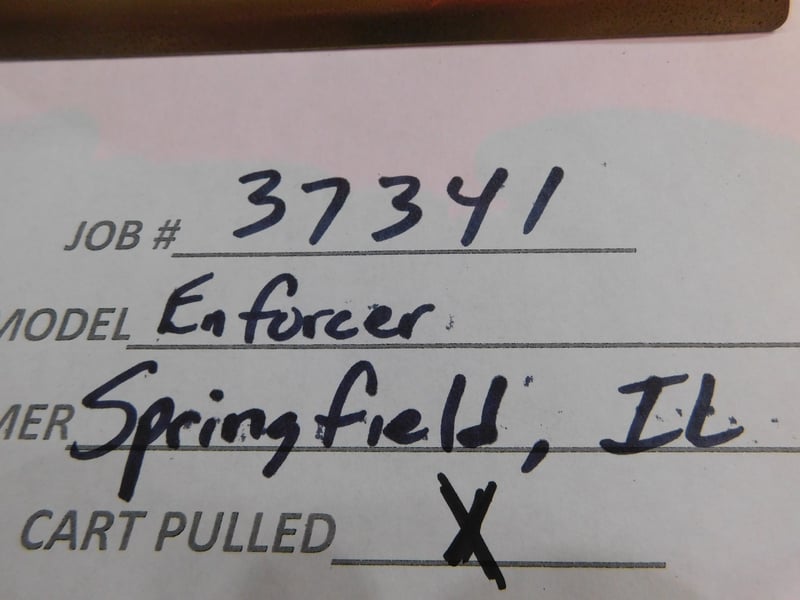 JOB # 37341
MODEL Enforcer
MER Springfield, IL
CART PULLED X